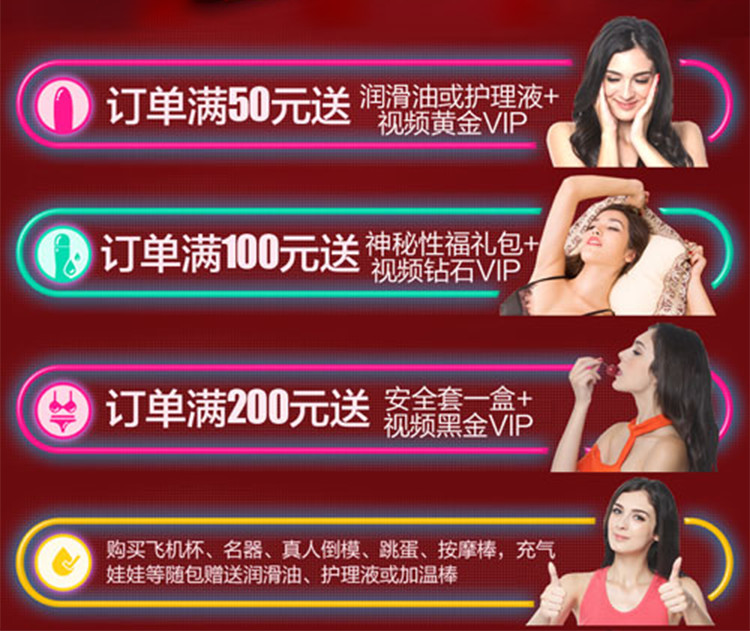 订单满50元送 润滑油或护理液+
视频黄金VIP
订单满100元送 神秘性福礼包+
视频钻石VIP
订单满200元送 安全套一盒+
视频黑金VIP
购买飞机杯、名器、真人倒模、跳蛋、按摩棒，充气
娃娃等随包赠送润滑油、护理液或加温棒